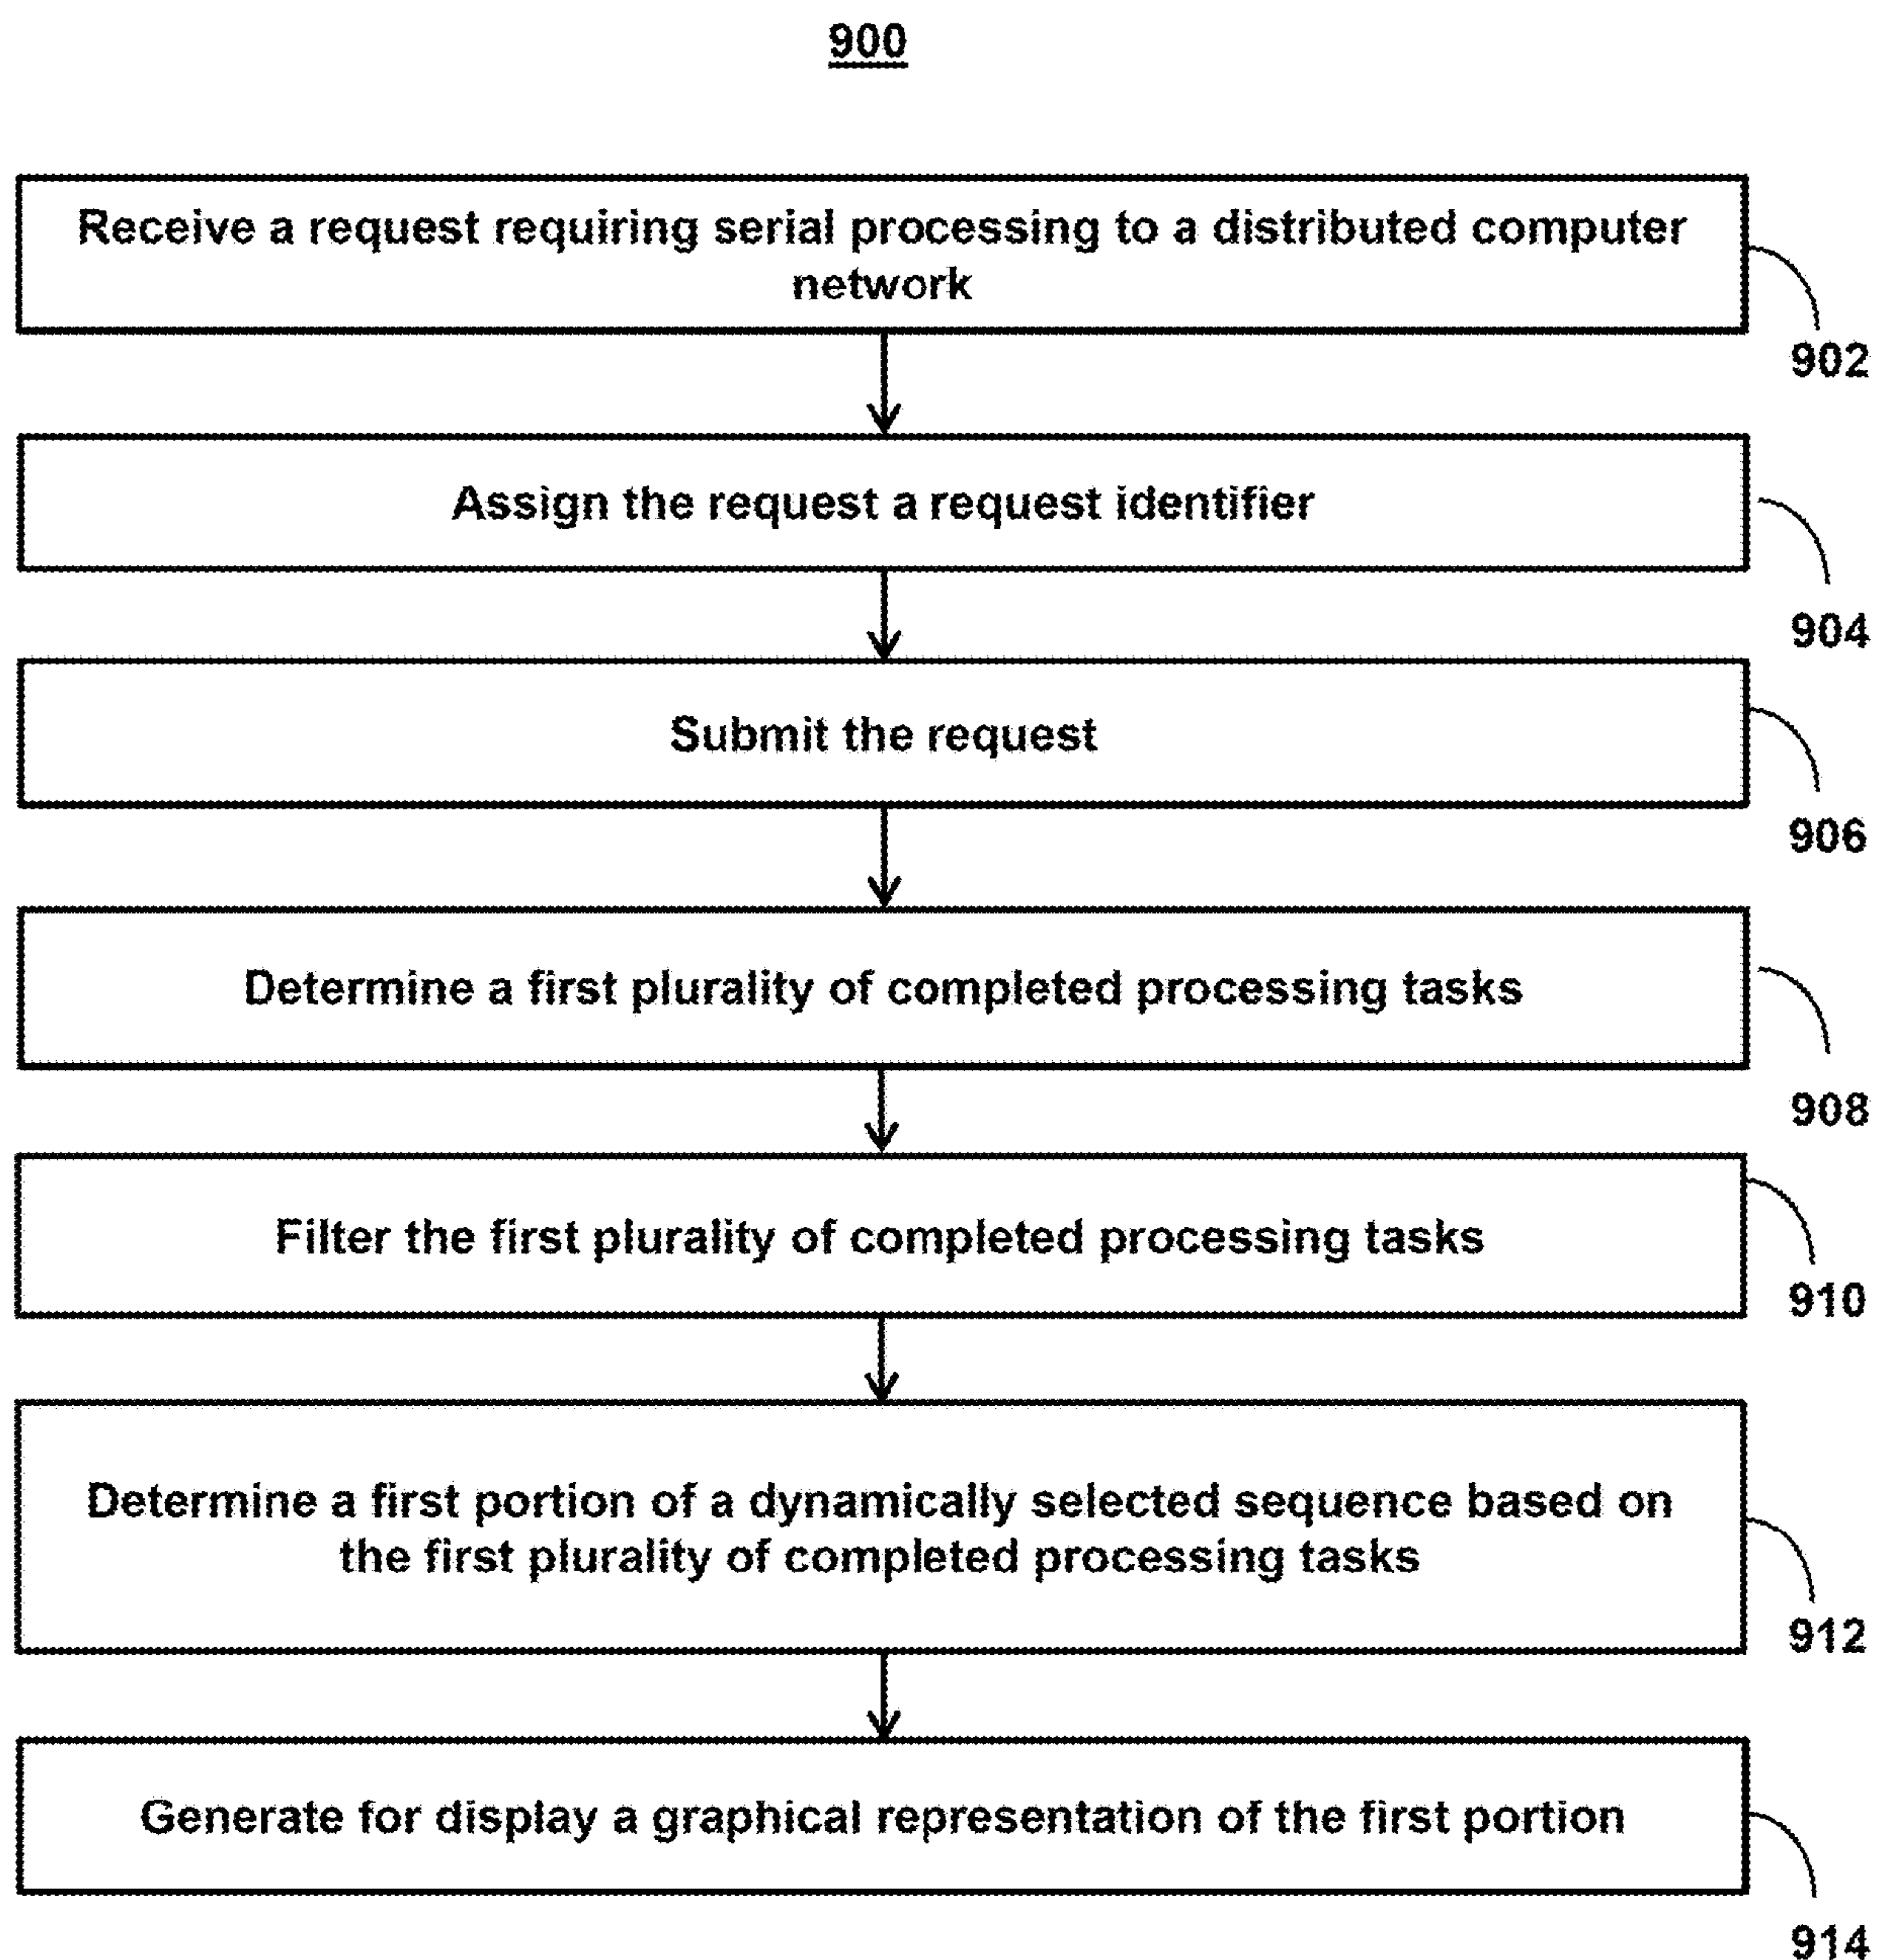 900
Receive a request requiring serial processing to a distributed computer
network
902
Assign the request a request identifier
904
Submit the request
906
Determine a first plurality of completed processing tasks
908
Filter the first plurality of completed processing tasks
910
Determine a first portion of a dynamically selected sequence based on
the first plurality of completed processing tasks
912
Generate for display a graphical representation of the first portion
914